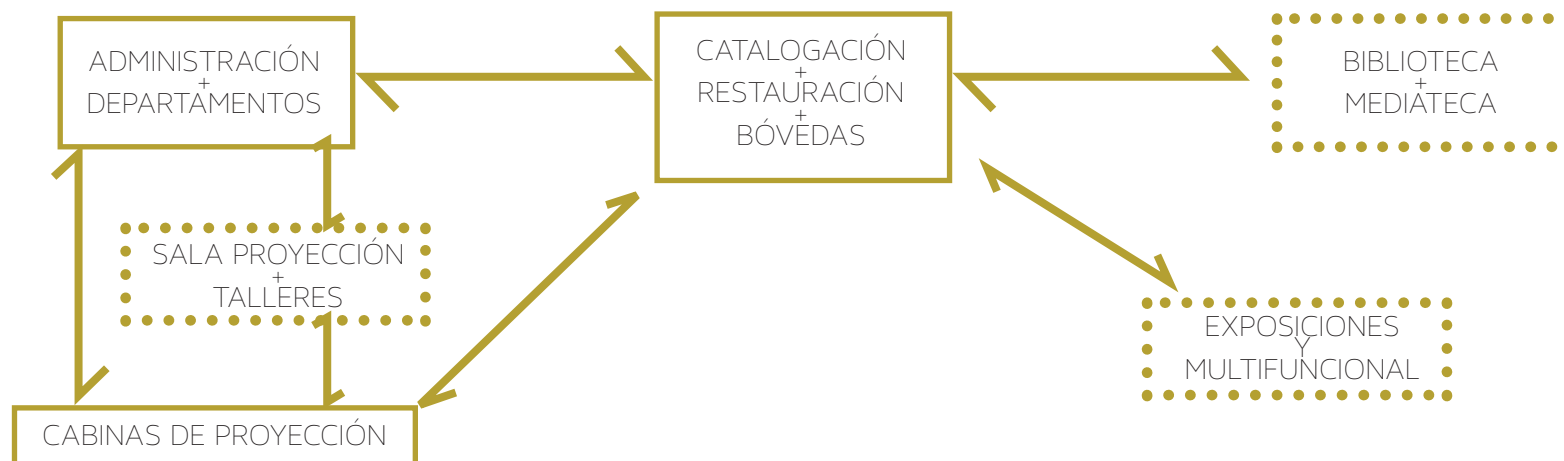 ADMINISTRACIÓN
+
DEPARTAMENTOS
CATALOGACIÓN
+
RESTAURACIÓN
+
BÓVEDAS
BIBLIOTECA
+
MEDIATECA
SALA PROYECCIÓN
+
TALLERES
EXPOSICIONES
Y
MULTIFUNCIONAL
CABINAS DE PROYECCIÓN